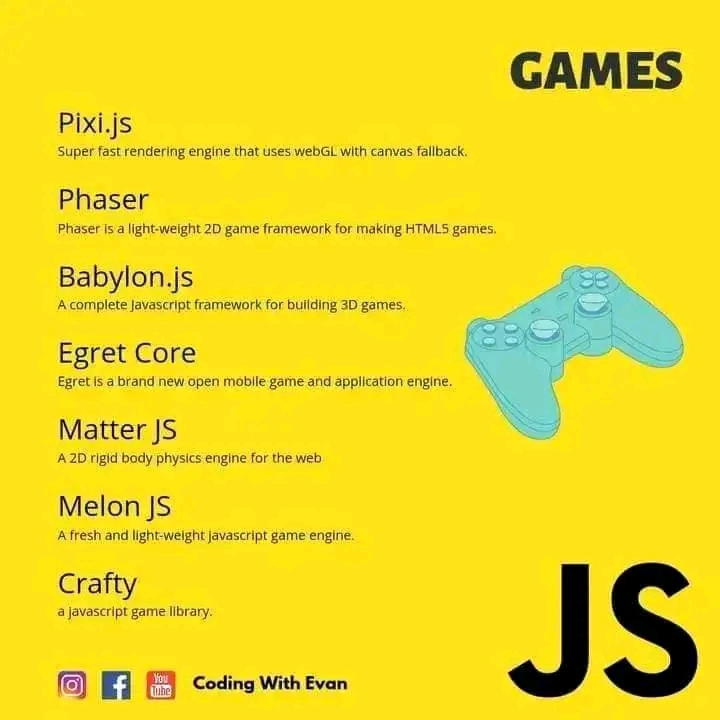 GAMES
Pixi.js
Super fast rendering engine that uses webGL with canvas fallback.
Phaser
Phaser is a light-weight 2D game framework for making HTML5 games.
Babylon.js
A complete Javascript framework for building 3D games.
Egret Core
Egret is a brand new open mobile game and application engine.
Matter JS
A 2D rigid body physics engine for the web
Melon JS
A fresh and light-weight javascript game engine.
Crafty
a javascript game library.
You
Tube
Coding With Evan
JS